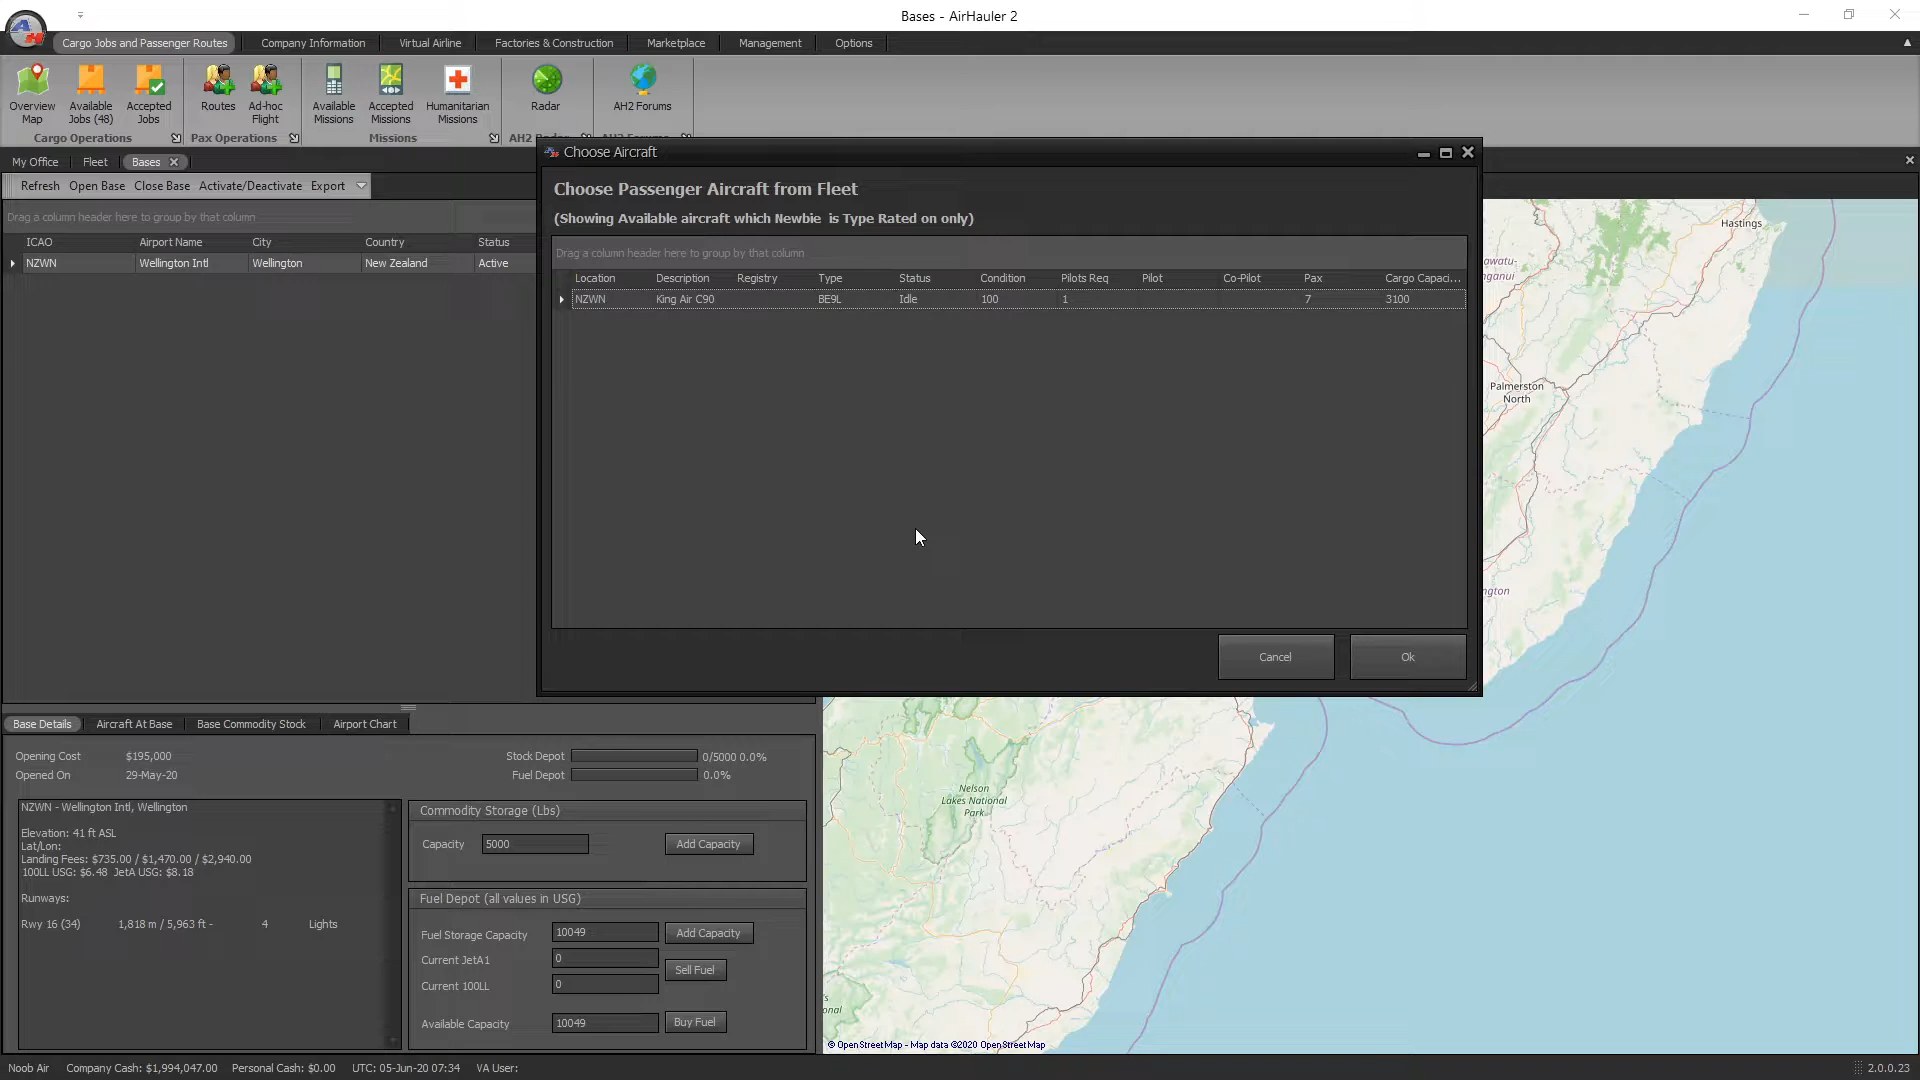 Bases - AirHauler 2
Cargo Jobs and Passenger Routes Company Information Virtual Airline Factories & Construction Marketplace Management Options
Overview Map
Available Jobs (48)
Accepted Jobs
Routes
Ad-hoc Flight
Available Missions
Accepted Missions
Humanitarian Missions
Radar
AH2 Forums
Cargo Operations Pax Operations Missions AH2 Radar AH2 Forums
My Office Fleet Bases
Refresh Open Base Close Base Activate/Deactivate Export
Drag a column header here to group by that column
ICAO Airport Name City Country Status
NZWN Wellington Intl Wellington New Zealand Active
Choose Aircraft
Choose Passenger Aircraft from Fleet
(Showing Available aircraft which Newbie is Type Rated on only)
Drag a column header here to group by that column
Location Description Registry Type Status Condition Pilots Req Pilot Co-Pilot Pax Cargo Capaci...
NZWN King Air C90 BE9L Idle 100 1 7 3100
Cancel Ok
Hastings
Palmerston North
Nelson Lakes National Park
Base Details Aircraft At Base Base Commodity Stock Airport Chart
Opening Cost $195,000
Opened On 29-May-20
Stock Depot 0/5000 0.0%
Fuel Depot 0.0%
NZWN - Wellington Intl, Wellington
Elevation: 41 ft ASL
Lat/Lon:
Landing Fees: $735.00 / $1,470.00 / $2,940.00
100LL USG: $6.48 JetA USG: $8.18
Runways:
Rwy 16 (34) 1,818 m / 5,963 ft - 4 Lights
Commodity Storage (Lbs)
Capacity 5000 Add Capacity
Fuel Depot (all values in USG)
Fuel Storage Capacity 10049 Add Capacity
Current JetA1 0
Sell Fuel
Current 100LL 0
Available Capacity 10049 Buy Fuel
© OpenStreetMap - Map data ©2020 OpenStreetMap
Noob Air Company Cash: $1,994,047.00 Personal Cash: $0.00 UTC: 05-Jun-20 07:34 VA User: 2.0.0.23